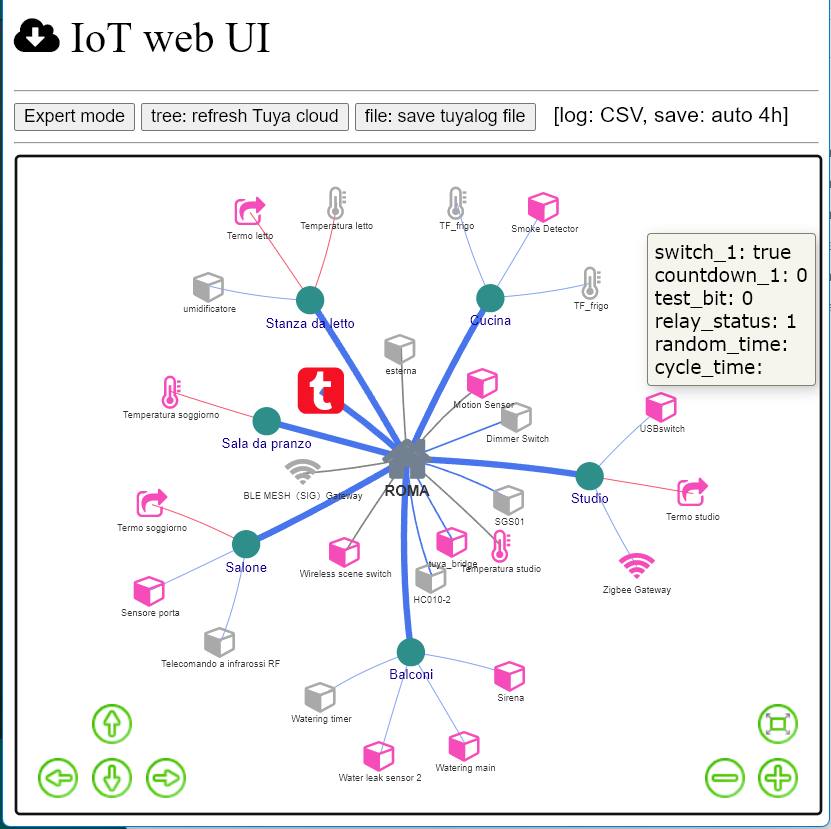 IoT web UI
Expert mode
tree: refresh Tuya cloud
file: save tuyalog file
[log: CSV, save: auto 4h]
Termo letto
Temperatura letto
TF_frigo
Smoke Detector
switch_1: true
countdown_1: 0
test_bit: 0
relay_status: 1
random_time:
cycle_time:
umidificatore
TF_frigo
Stanza da letto
Cucina
esterna
t
Temperatura soggiorno
Motion Sensor
USBswitch
Sala da pranzo
Dimmer Switch
BLE MESH（SIG）Gateway
ROMA
Studio
Termo studio
Termo soggiorno
SGS01
Salone
Wireless scene switch
tuya_bridge
Temperatura studio
Zigbee Gateway
HC010-2
Sensore porta
Telecomando a infrarossi RF
Balconi
Watering timer
Sirena
Water leak sensor 2
Watering main